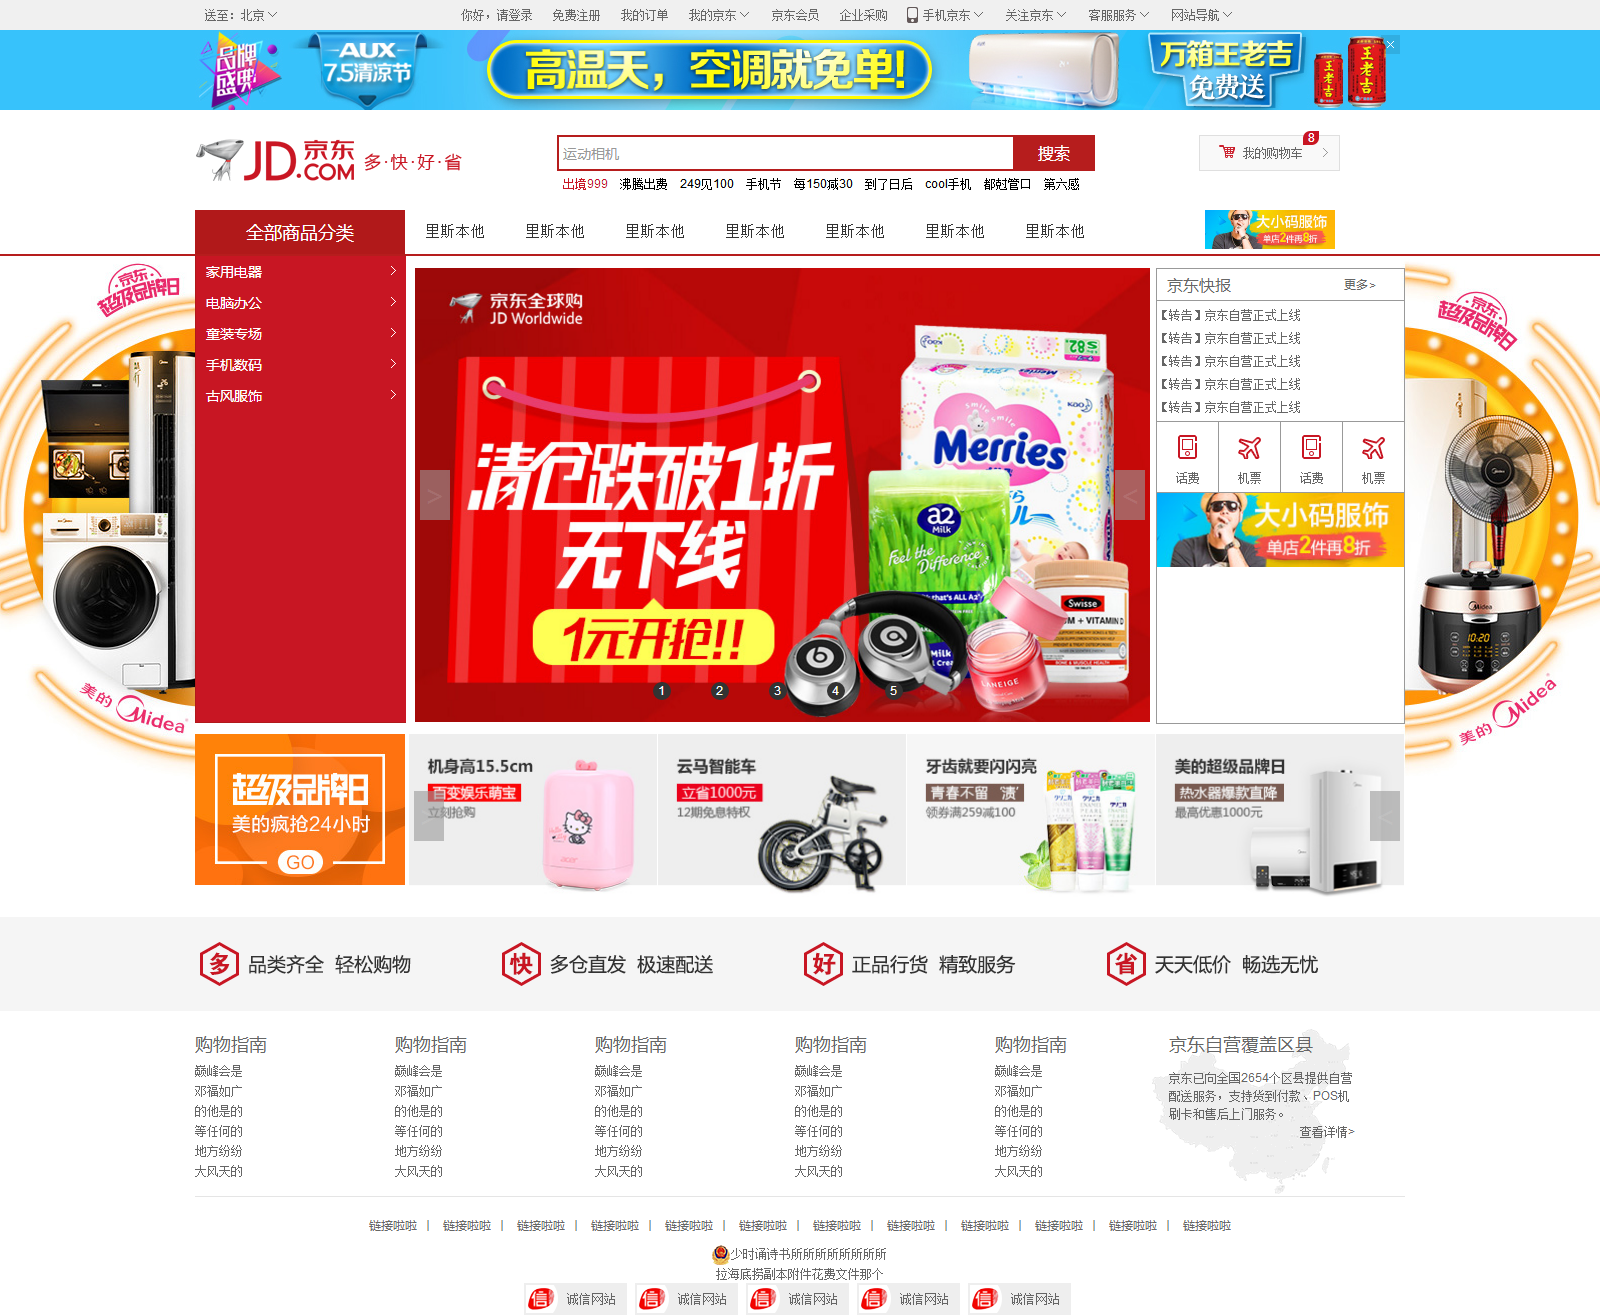 送至：北京
你好，请登录 免费注册 我的订单 我的京东 京东会员 企业采购 手机京东 关注京东 客服服务 网站导航
品牌盛典
AUX
7.5清凉节
高温天，空调就免单!
万箱王老吉
免费送
王老吉
王老吉
JD京东
.COM
多·快·好·省
运动相机
搜索
8
我的购物车
出境999 沸腾出费 249见100 手机节 每150减30 到了日后 cool手机 都挝管口 第六感
全部商品分类
里斯本他 里斯本他 里斯本他 里斯本他 里斯本他 里斯本他 里斯本他
大小码服饰
单店2件再8折
京东
超级品牌日
家用电器
电脑办公
童装专场
手机数码
古风服饰
美的 Midea
京东全球购
JD Worldwide
清仓跌破1折
无下线
1元开抢!!
S82
Kao
Merries
a2
Milk
Feel the
Difference
Swisse
LANEIGE
> <
1 2 3 4 5
京东快报
更多>
【转告】京东自营正式上线
【转告】京东自营正式上线
【转告】京东自营正式上线
【转告】京东自营正式上线
【转告】京东自营正式上线
话费 机票 话费 机票
大小码服饰
单店2件再8折
京东
超级品牌日
10:20
Midea
美的 Midea
超级品牌日
美的疯抢24小时
GO
机身高15.5cm
百变娱乐萌宝
立刻抢购
acer
云马智能车
立省1000元
12期免息特权
牙齿就要闪闪亮
青春不留“渍”
领券满259减100
美的超级品牌日
热水器爆款直降
最高优惠1000元
多 品类齐全 轻松购物
快 多仓直发 极速配送
好 正品行货 精致服务
省 天天低价 畅选无忧
购物指南 购物指南 购物指南 购物指南 购物指南
巅峰会是 巅峰会是 巅峰会是 巅峰会是 巅峰会是
邓福如广 邓福如广 邓福如广 邓福如广 邓福如广
的他是的 的他是的 的他是的 的他是的 的他是的
等任何的 等任何的 等任何的 等任何的 等任何的
地方纷纷 地方纷纷 地方纷纷 地方纷纷 地方纷纷
大风天的 大风天的 大风天的 大风天的 大风天的
京东自营覆盖区县
京东已向全国2654个区县提供自营
配送服务，支持货到付款、POS机
刷卡和售后上门服务。
查看详情>
链接啦啦 | 链接啦啦 | 链接啦啦 | 链接啦啦 | 链接啦啦 | 链接啦啦 | 链接啦啦 | 链接啦啦 | 链接啦啦 | 链接啦啦 | 链接啦啦 | 链接啦啦
少时诵诗书所所所所所所所所
拉海底捞副本附件花费文件那个
信 诚信网站 信 诚信网站 信 诚信网站 信 诚信网站 信 诚信网站